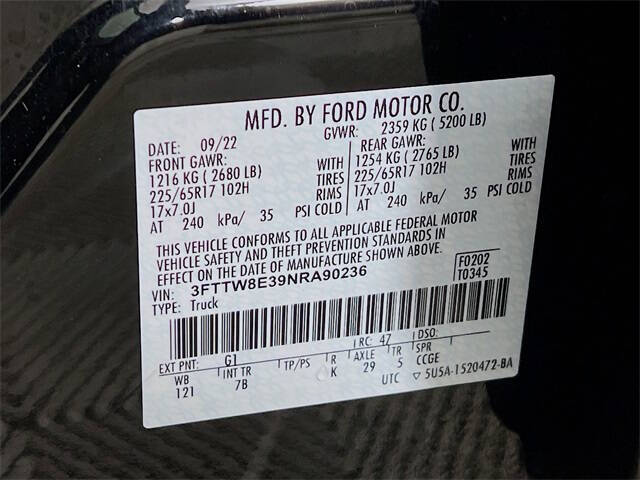 MFD. BY FORD MOTOR CO.
DATE: 09/22 GVWR: 2359 KG ( 5200 LB)
FRONT GAWR: WITH REAR GAWR: WITH
1216 KG ( 2680 LB) TIRES 1254 KG ( 2765 LB) TIRES
225/65R17 102H RIMS 225/65R17 102H RIMS
17x7.0J 17x7.0J
AT 240 kPa/ 35 PSI COLD AT 240 kPa/ 35 PSI COLD
THIS VEHICLE CONFORMS TO ALL APPLICABLE FEDERAL MOTOR
VEHICLE SAFETY AND THEFT PREVENTION STANDARDS IN
EFFECT ON THE DATE OF MANUFACTURE SHOWN ABOVE. F0202
VIN: 3FTTW8E39NRA90236 T0345
TYPE: Truck
EXT PNT: G1 RC: 47 DSO:
WB INT TR TP/PS R AXLE TR SPR
121 7B K 29 5 CCGE
UTC ▽ 5U5A-1520472-BA